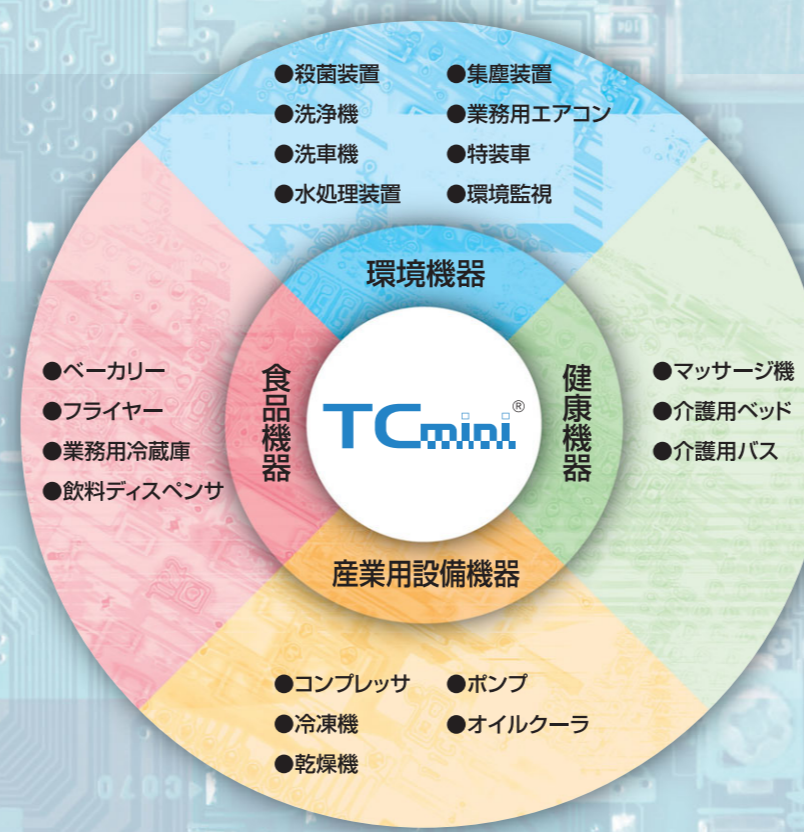 ●殺菌装置
●洗浄機
●洗車機
●水処理装置
●集塵装置
●業務用エアコン
●特装車
●環境監視
環境機器
●ベーカリー
●フライヤー
●業務用冷蔵庫
●飲料ディスペンサ
食品機器
TCmini®
健康機器
●マッサージ機
●介護用ベッド
●介護用バス
産業用設備機器
●コンプレッサ
●冷凍機
●乾燥機
●ポンプ
●オイルクーラ